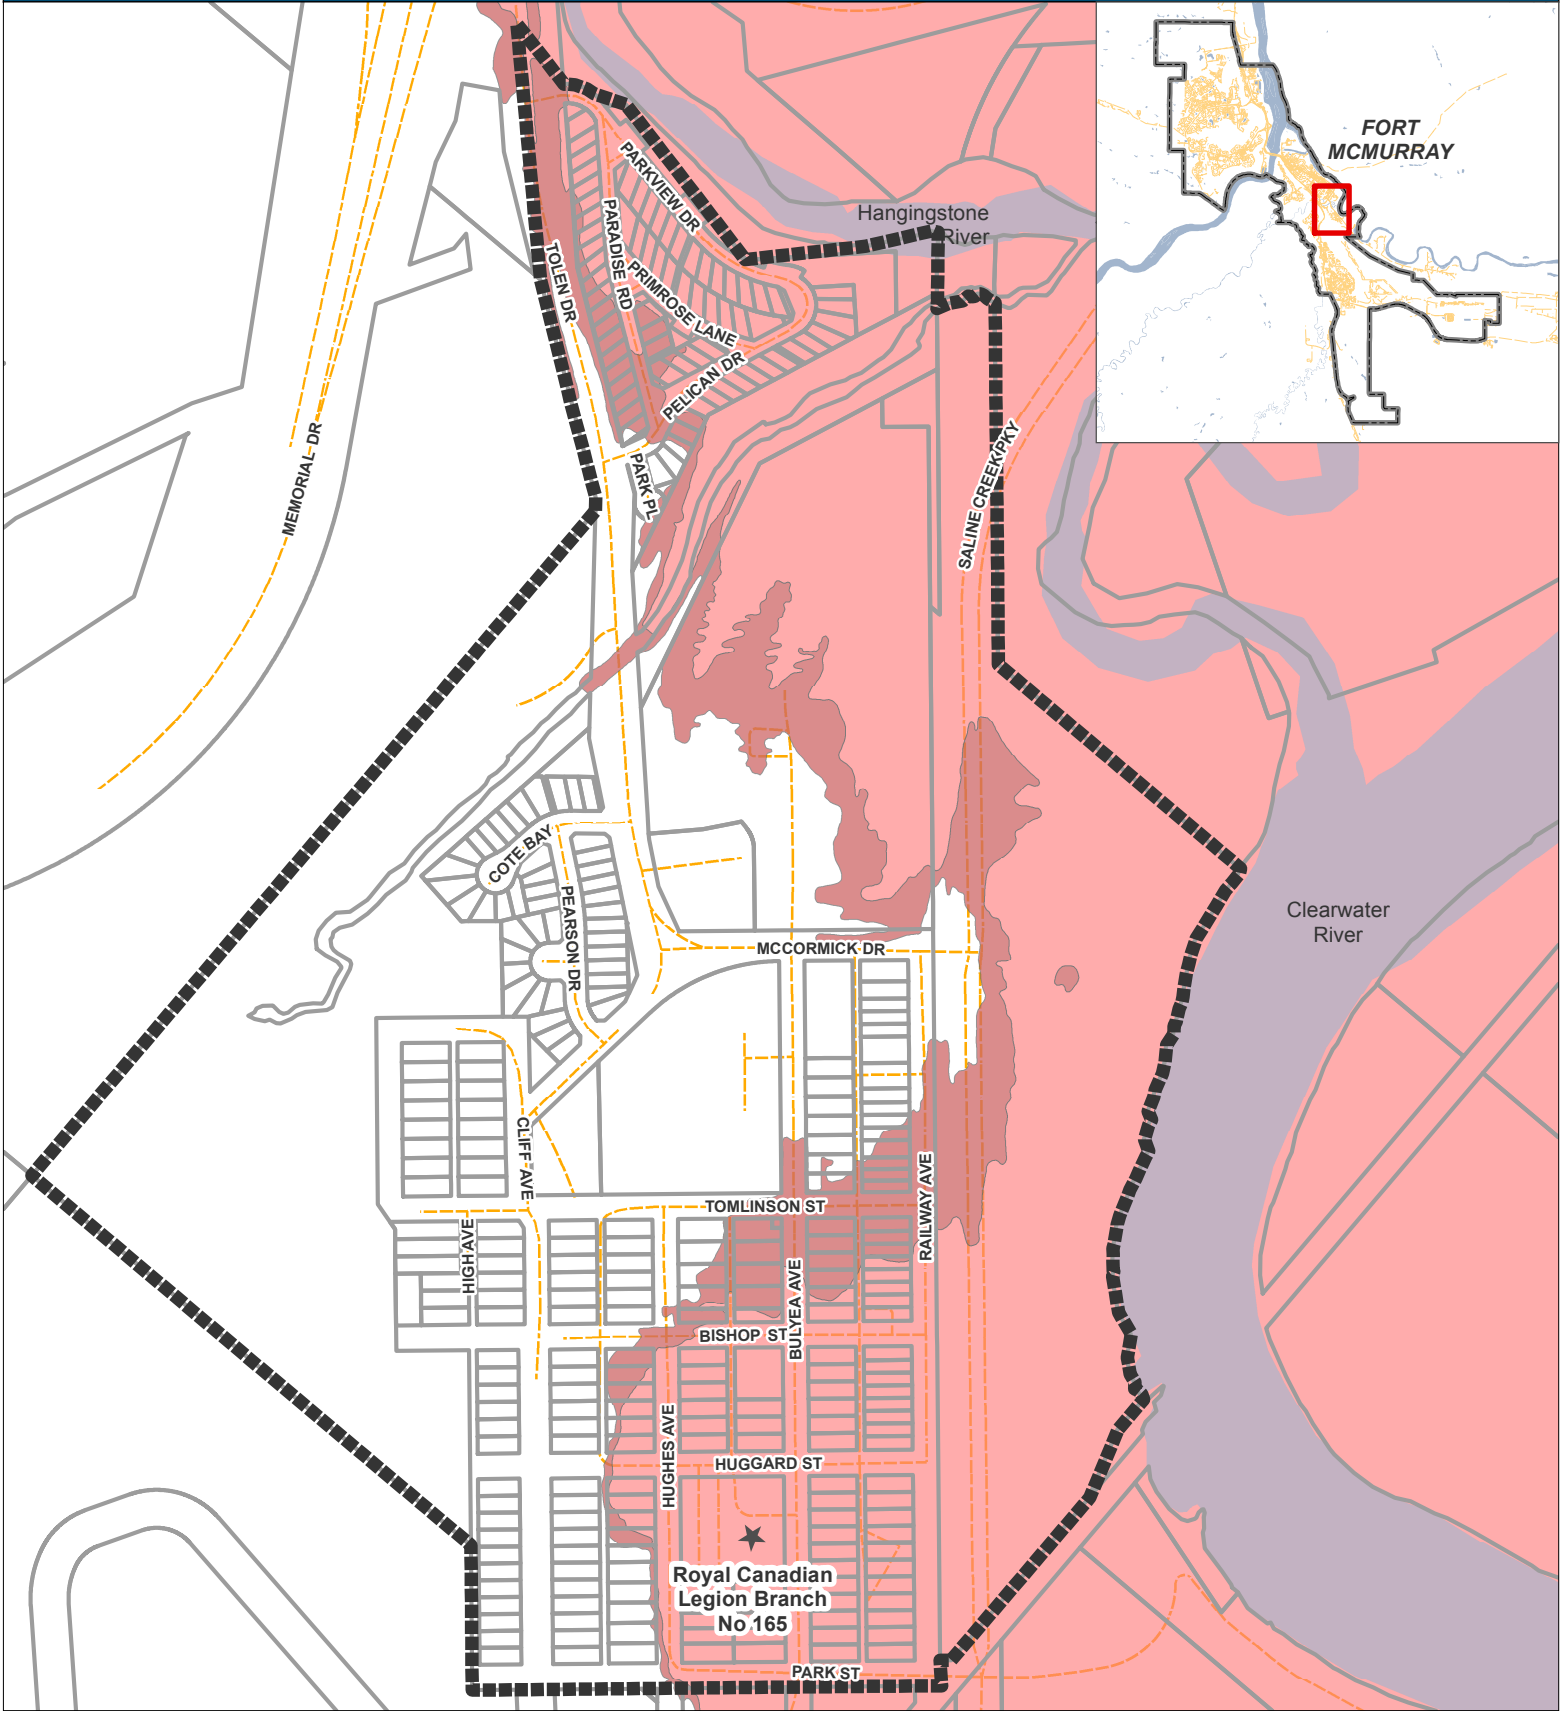 FORT
MCMURRAY
PARKVIEW DR
Hangingstone
River
PARADISE RD
TOLEN DR
PRIMROSE LANE
PELICAN DR
MEMORIAL DR
PARK PL
SALINE CREEK PKY
COTE BAY
PEARSON DR
Clearwater
River
MCCORMICK DR
CLIFF AVE
RAILWAY AVE
TOMLINSON ST
HIGH AVE
BULYEA AVE
BISHOP ST
HUGHES AVE
HUGGARD ST
Royal Canadian
Legion Branch
No 165
PARK ST